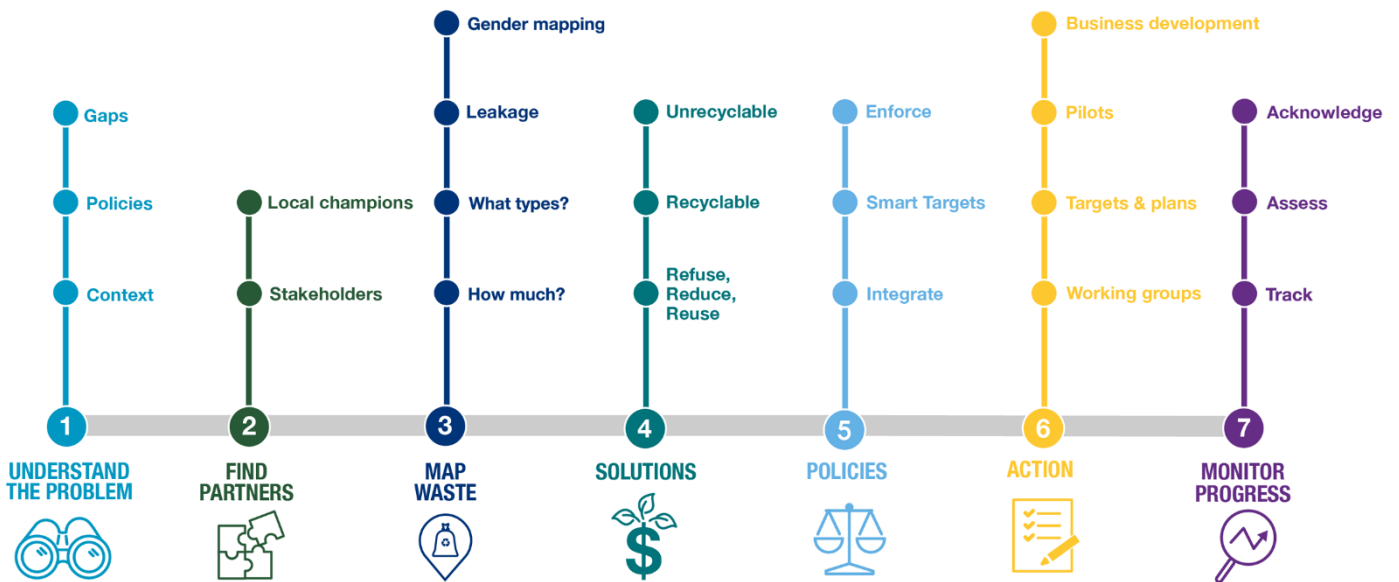 Gender mapping
Business development
Gaps
Leakage
Unrecyclable
Enforce
Pilots
Acknowledge
Policies
Local champions
What types?
Recyclable
Smart Targets
Targets & plans
Assess
Context
Stakeholders
How much?
Refuse,
Reduce,
Reuse
Integrate
Working groups
Track
1
2
3
4
5
6
7
UNDERSTAND
THE PROBLEM
FIND
PARTNERS
MAP
WASTE
SOLUTIONS
POLICIES
ACTION
MONITOR
PROGRESS
$